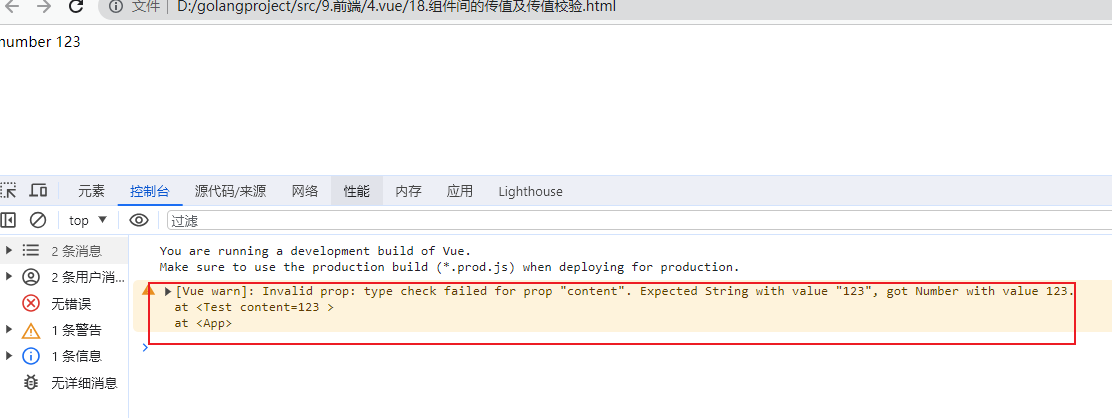 文件 D:/golangproject/src/9.前端/4.vue/18.组件间的传值及传值校验.html
number 123
元素 控制台 源代码/来源 网络 性能 内存 应用 Lighthouse
top 过滤
2 条消息
2 条用户消...
无错误
1 条警告
1 条信息
无详细消息
You are running a development build of Vue.
Make sure to use the production build (*.prod.js) when deploying for production.
[Vue warn]: Invalid prop: type check failed for prop "content". Expected String with value "123", got Number with value 123.
at <Test content=123 >
at <App>